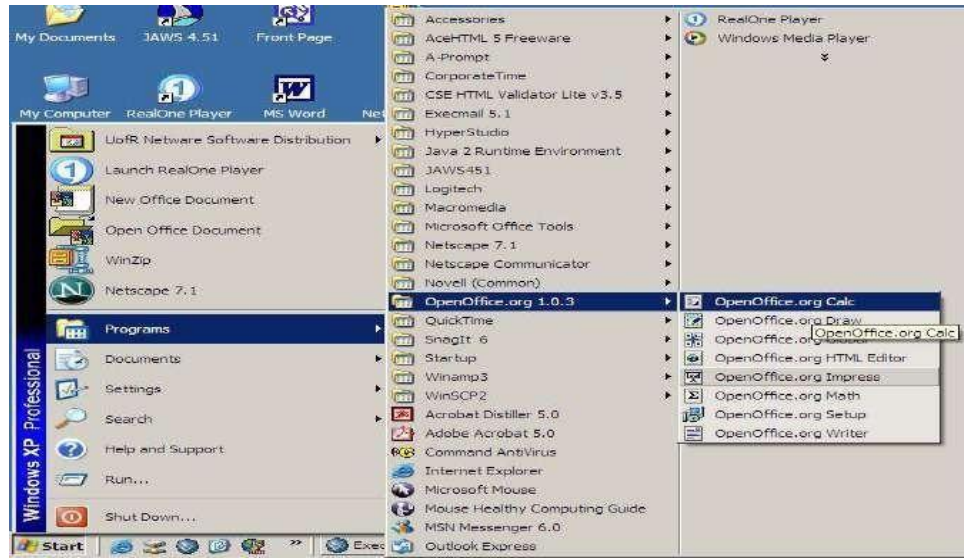 My Documents
JAWS 4.51
Front Page
My Computer
RealOne Player
MS Word
Net
UofR Netware Software Distribution
Launch RealOne Player
New Office Document
Open Office Document
WinZip
Netscape 7.1
Programs
Documents
Settings
Search
Help and Support
Run...
Shut Down...
Windows XP Professional
Start
Exec
Accessories
AceHTML 5 Freeware
A-Prompt
CorporateTime
CSE HTML Validator Lite v3.5
Execmail 5.1
HyperStudio
Java 2 Runtime Environment
JAWS451
Logitech
Macromedia
Microsoft Office Tools
Netscape 7.1
Netscape Communicator
Novell (Common)
OpenOffice.org 1.0.3
QuickTime
SnagIt 6
Startup
Winamp3
WinSCP2
Acrobat Distiller 5.0
Adobe Acrobat 5.0
Command AntiVirus
Internet Explorer
Microsoft Mouse
Mouse Healthy Computing Guide
MSN Messenger 6.0
Outlook Express
RealOne Player
Windows Media Player
OpenOffice.org Calc
OpenOffice.org Draw
OpenOffice.org Calc
OpenOffice.org Global
OpenOffice.org HTML Editor
OpenOffice.org Impress
OpenOffice.org Math
OpenOffice.org Setup
OpenOffice.org Writer